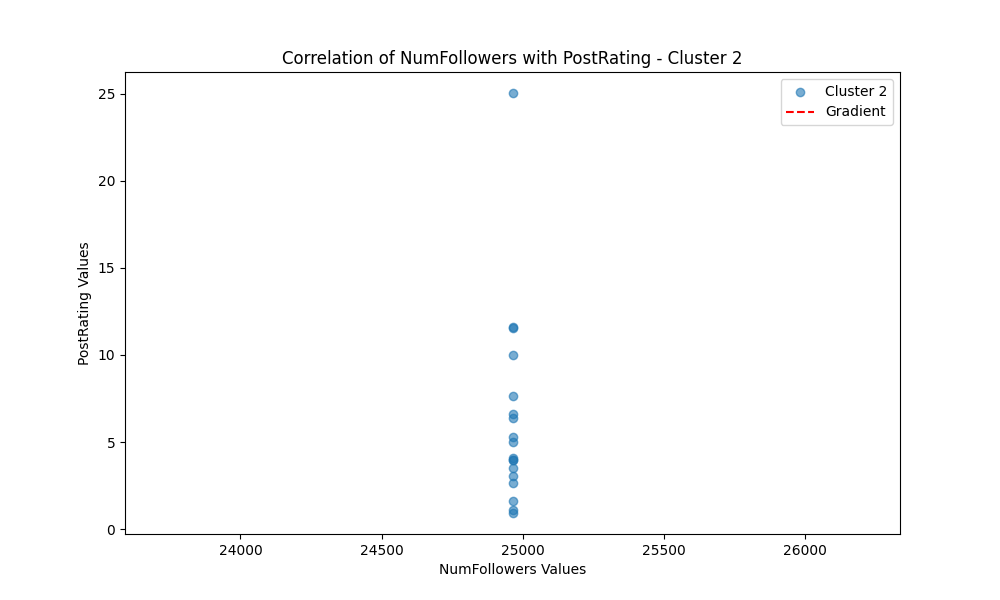 Correlation of NumFollowers with PostRating - Cluster 2
Cluster 2
Gradient
PostRating Values
25
20
15
10
5
0
24000 24500 25000 25500 26000
NumFollowers Values